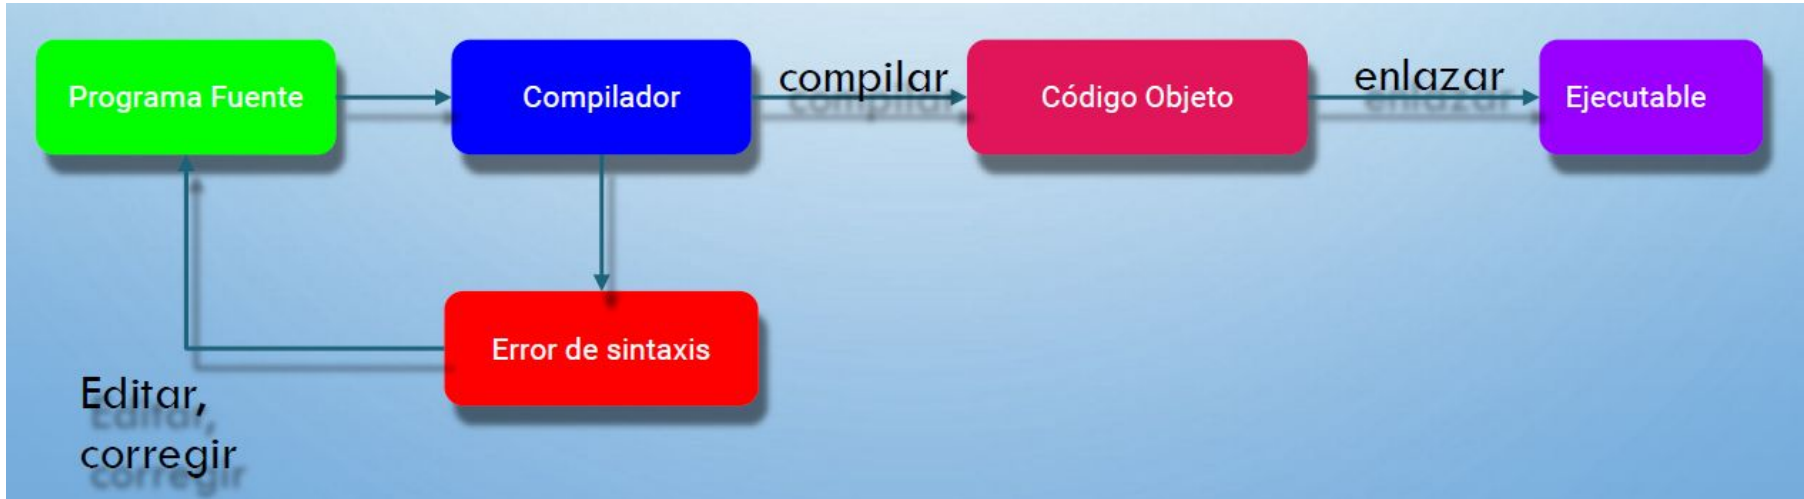 Programa Fuente
Compilador
compilar
Código Objeto
enlazar
Ejecutable
Error de sintaxis
Editar,
corregir